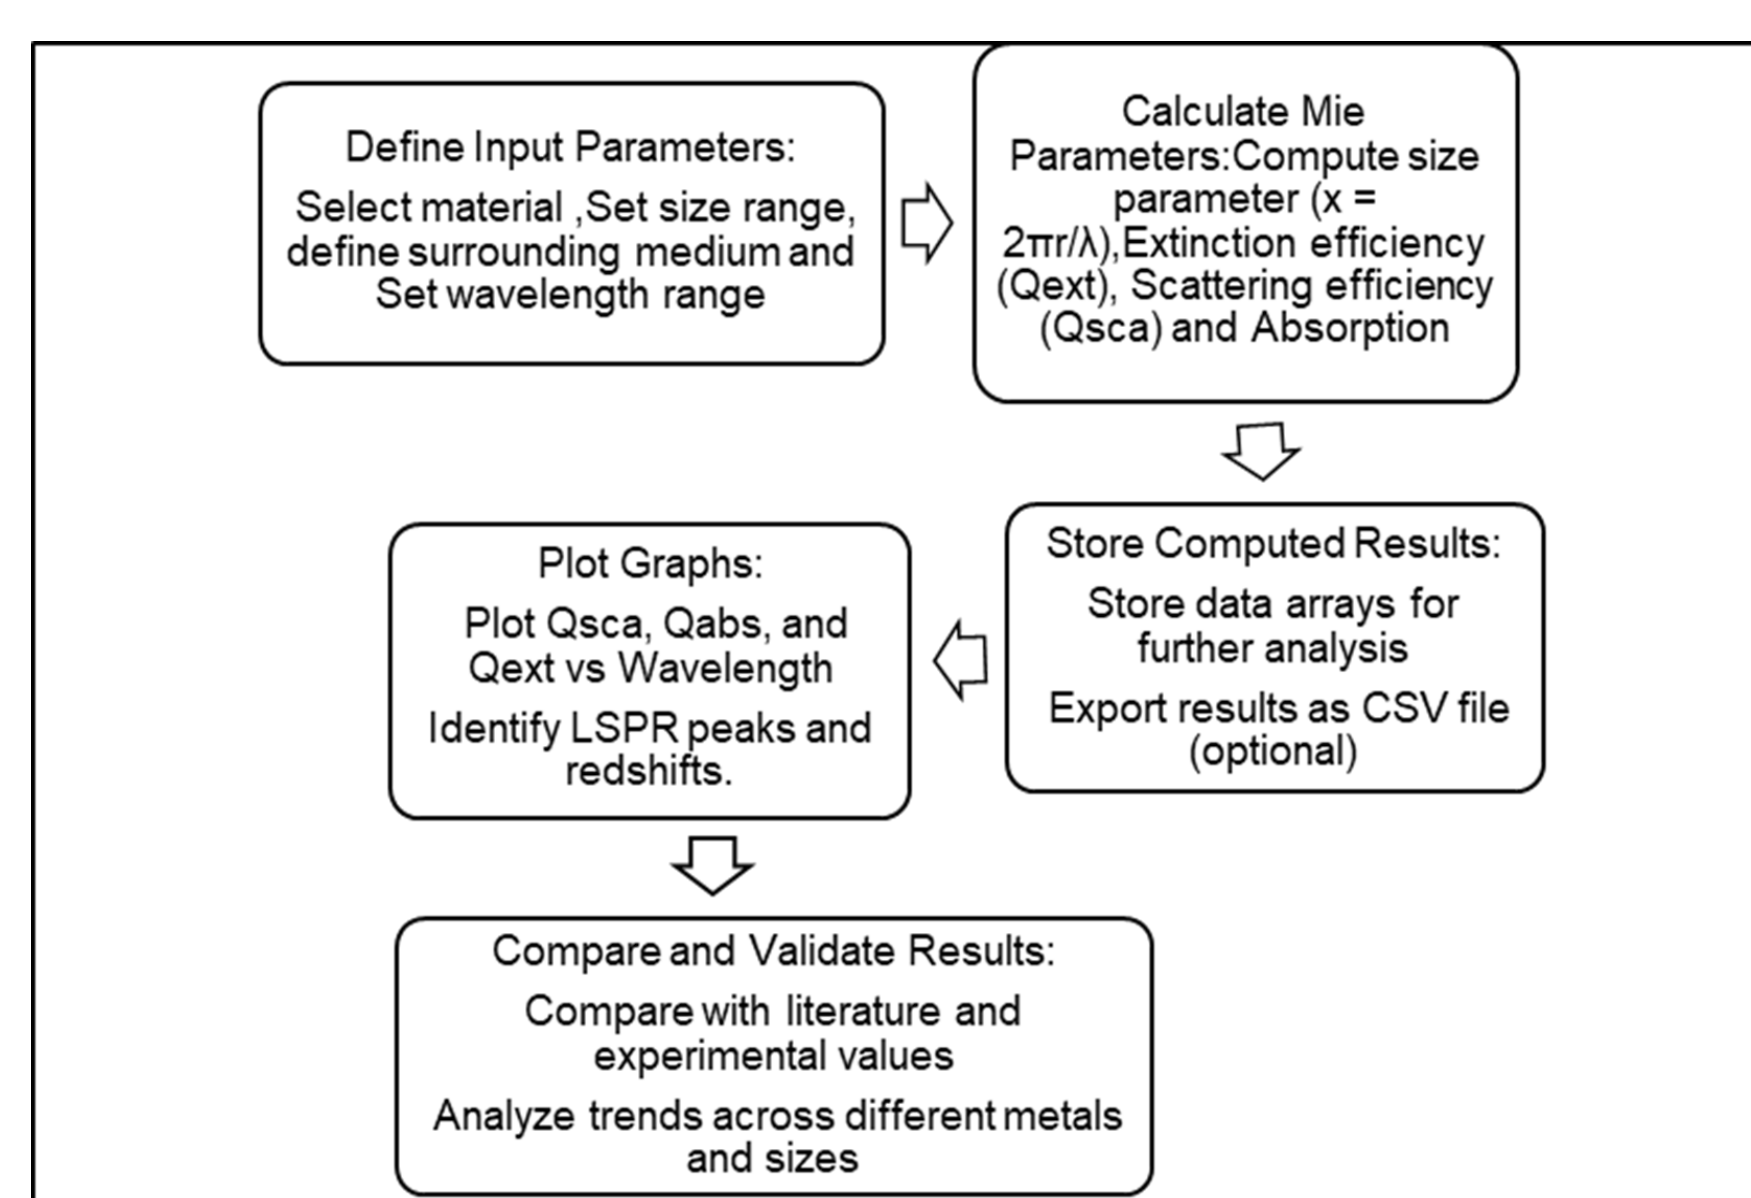 Define Input Parameters:
Select material ,Set size range,
define surrounding medium and
Set wavelength range
Calculate Mie
Parameters:Compute size
parameter (x =
2πr/λ),Extinction efficiency
(Qext), Scattering efficiency
(Qsca) and Absorption
Store Computed Results:
Store data arrays for
further analysis
Export results as CSV file
(optional)
Plot Graphs:
Plot Qsca, Qabs, and
Qext vs Wavelength
Identify LSPR peaks and
redshifts.
Compare and Validate Results:
Compare with literature and
experimental values
Analyze trends across different metals
and sizes